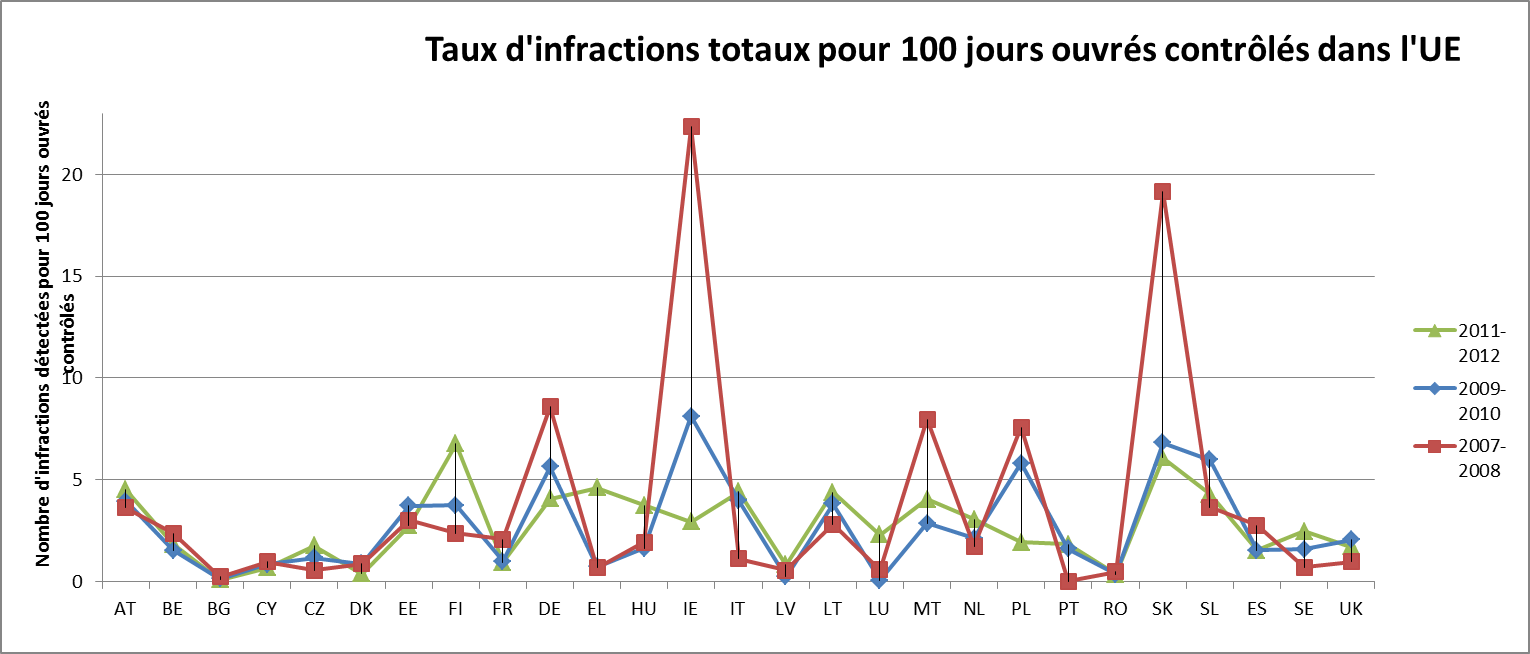 Taux d'infractions totaux pour 100 jours ouvrés contrôlés dans l'UE
Nombre d'infractions détectées pour 100 jours ouvrés
contrôlés
20
15
10
5
0
AT BE BG CY CZ DK EE FI FR DE EL HU IE IT LV LT LU MT NL PL PT RO SK SL ES SE UK
2011-
2012
2009-
2010
2007-
2008